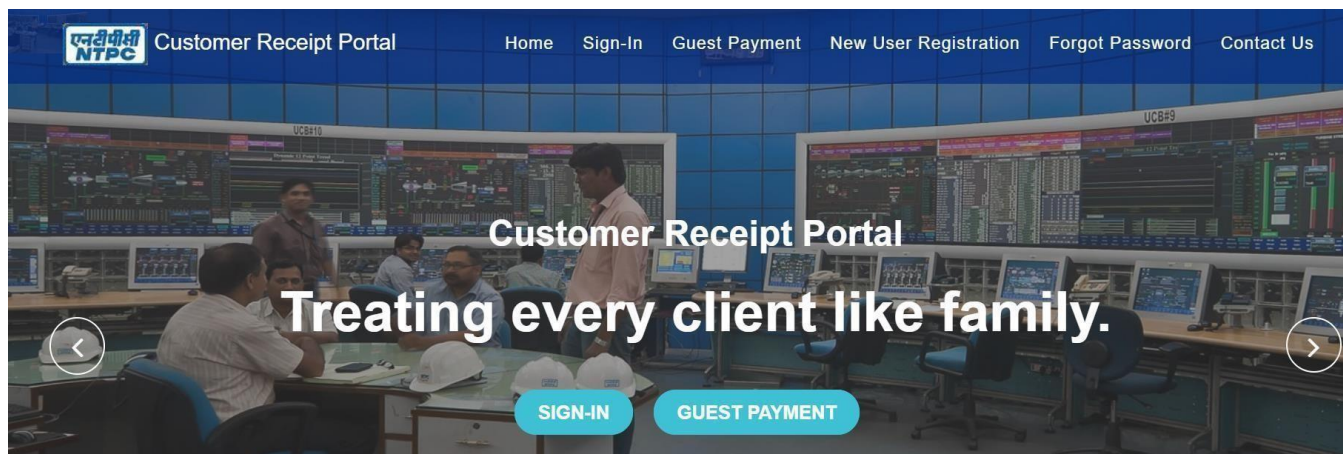 एनटीपीसी
NTPC
Customer Receipt Portal
Home Sign-In Guest Payment New User Registration Forgot Password Contact Us
UCB#10
UCB#9
Customer Receipt Portal
Treating every client like family.
SIGN-IN GUEST PAYMENT